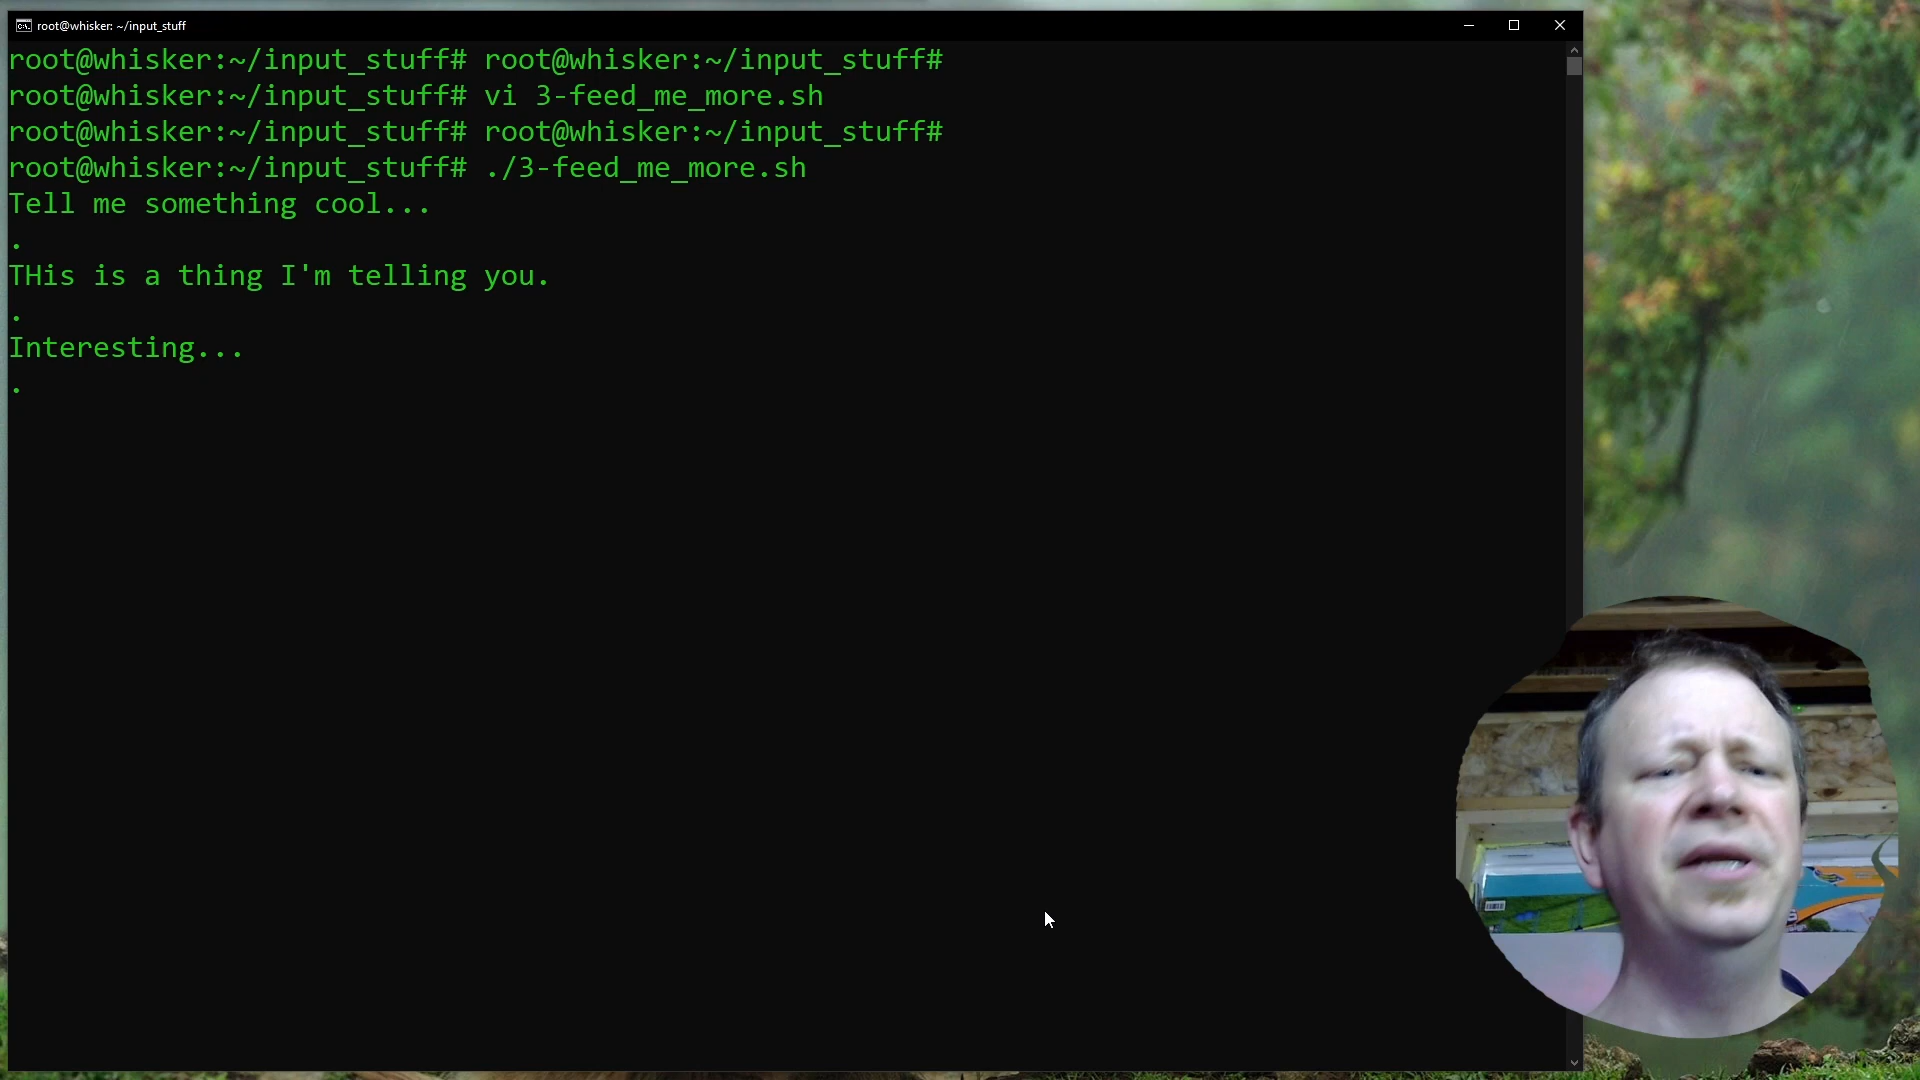 root@whisker: ~/input_stuff
root@whisker:~/input_stuff# root@whisker:~/input_stuff#
root@whisker:~/input_stuff# vi 3-feed_me_more.sh
root@whisker:~/input_stuff# root@whisker:~/input_stuff#
root@whisker:~/input_stuff# ./3-feed_me_more.sh
Tell me something cool...
.
THis is a thing I'm telling you.
.
Interesting...
.